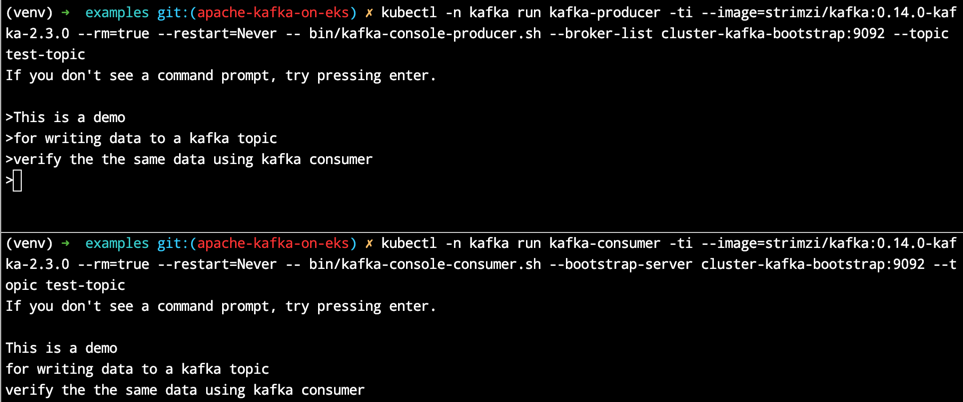 (venv) ➜  examples git:(apache-kafka-on-eks) ✗ kubectl -n kafka run kafka-producer -ti --image=strimzi/kafka:0.14.0-kaf
ka-2.3.0 --rm=true --restart=Never -- bin/kafka-console-producer.sh --broker-list cluster-kafka-bootstrap:9092 --topic
test-topic
If you don't see a command prompt, try pressing enter.
>This is a demo
>for writing data to a kafka topic
>verify the the same data using kafka consumer
>
(venv) ➜  examples git:(apache-kafka-on-eks) ✗ kubectl -n kafka run kafka-consumer -ti --image=strimzi/kafka:0.14.0-kaf
ka-2.3.0 --rm=true --restart=Never -- bin/kafka-console-consumer.sh --bootstrap-server cluster-kafka-bootstrap:9092 --t
opic test-topic
If you don't see a command prompt, try pressing enter.
This is a demo
for writing data to a kafka topic
verify the the same data using kafka consumer